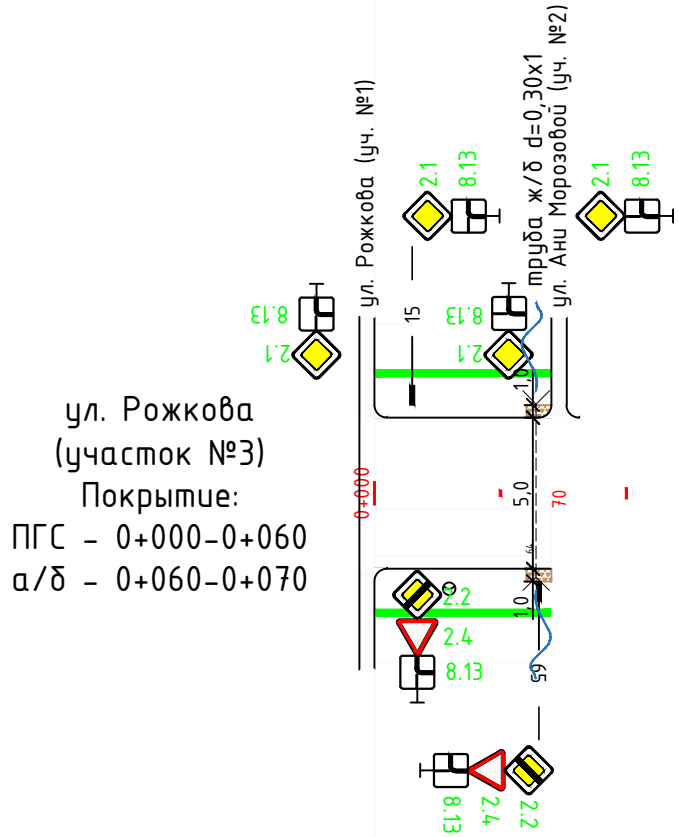 ул. Рожкова
(участок №3)
Покрытие:
ПГС - 0+000-0+060
а/б - 0+060-0+070
ул. Рожкова (уч. №1)
труба ж/б d=0,30х1
ул. Ани Морозовой (уч. №2)
2.1
8.13
2.1
8.13
8.13
2.1
8.13
2.1
15
1,0
0+000
5,0
70
64
1,0
59
2.2
2.4
8.13
8.13
2.4
2.2